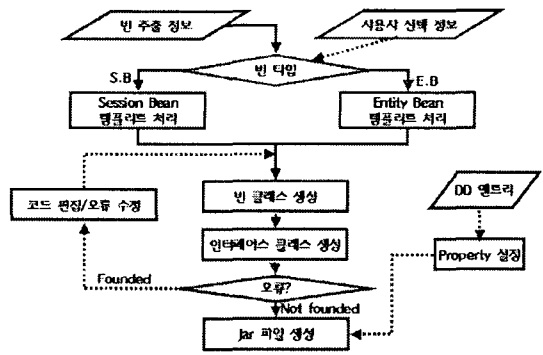 빈 추출 정보
사용자 선택 정보
빈 타입
S.B
E.B
Session Bean
템플리트 처리
Entity Bean
템플리트 처리
코드 편집/오류 수정
빈 클래스 생성
DD 엔트리
인터페이스 클래스 생성
Property 설정
Founded
오류?
Not founded
Jar 파일 생성